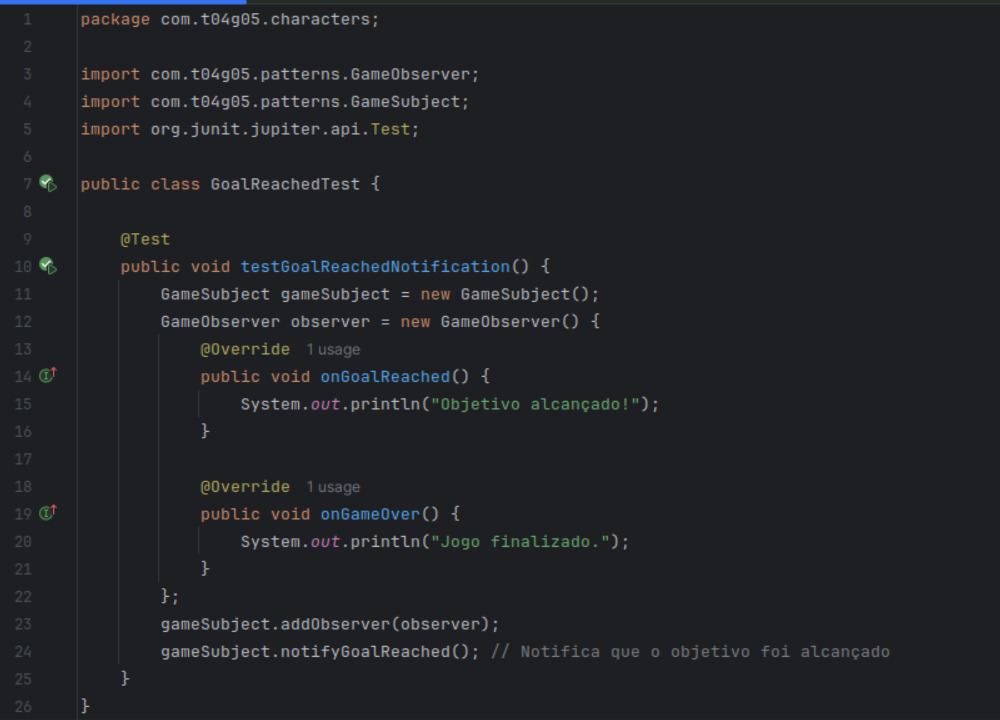 1 package com.t04g05.characters;
2
3 import com.t04g05.patterns.GameObserver;
4 import com.t04g05.patterns.GameSubject;
5 import org.junit.jupiter.api.Test;
6
7 public class GoalReachedTest {
8
9     @Test
10     public void testGoalReachedNotification() {
11         GameSubject gameSubject = new GameSubject();
12         GameObserver observer = new GameObserver() {
13             @Override 1 usage
14             public void onGoalReached() {
15                 System.out.println("Objetivo alcançado!");
16             }
17
18             @Override 1 usage
19             public void onGameOver() {
20                 System.out.println("Jogo finalizado.");
21             }
22         };
23         gameSubject.addObserver(observer);
24         gameSubject.notifyGoalReached(); // Notifica que o objetivo foi alcançado
25     }
26 }